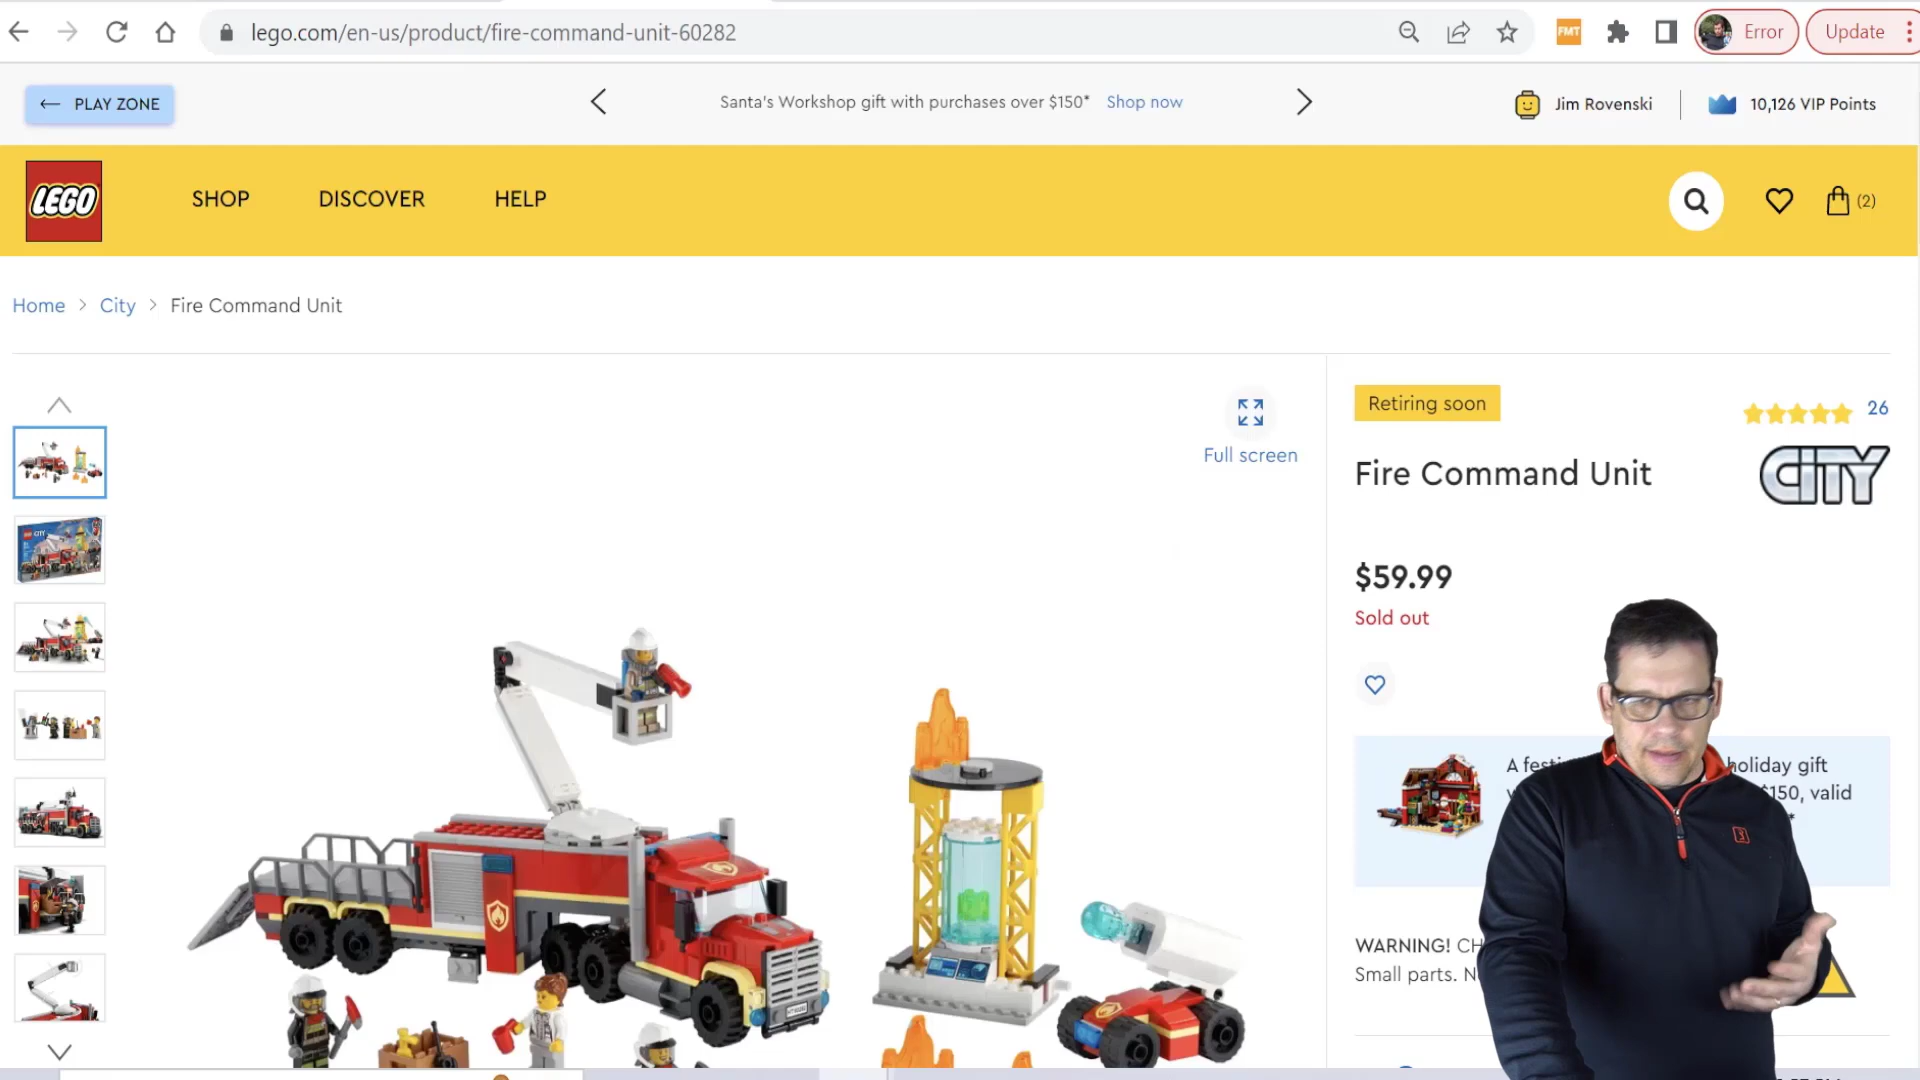 lego.com/en-us/product/fire-command-unit-60282
FMT
Error
Update
PLAY ZONE
Santa's Workshop gift with purchases over $150* Shop now
Jim Rovenski
10,126 VIP Points
LEGO
SHOP
DISCOVER
HELP
(2)
Home > City > Fire Command Unit
Full screen
Retiring soon
26
Fire Command Unit
CITY
$59.99
Sold out
A
holiday gift
$150, valid
*
WARNING!
Small parts.